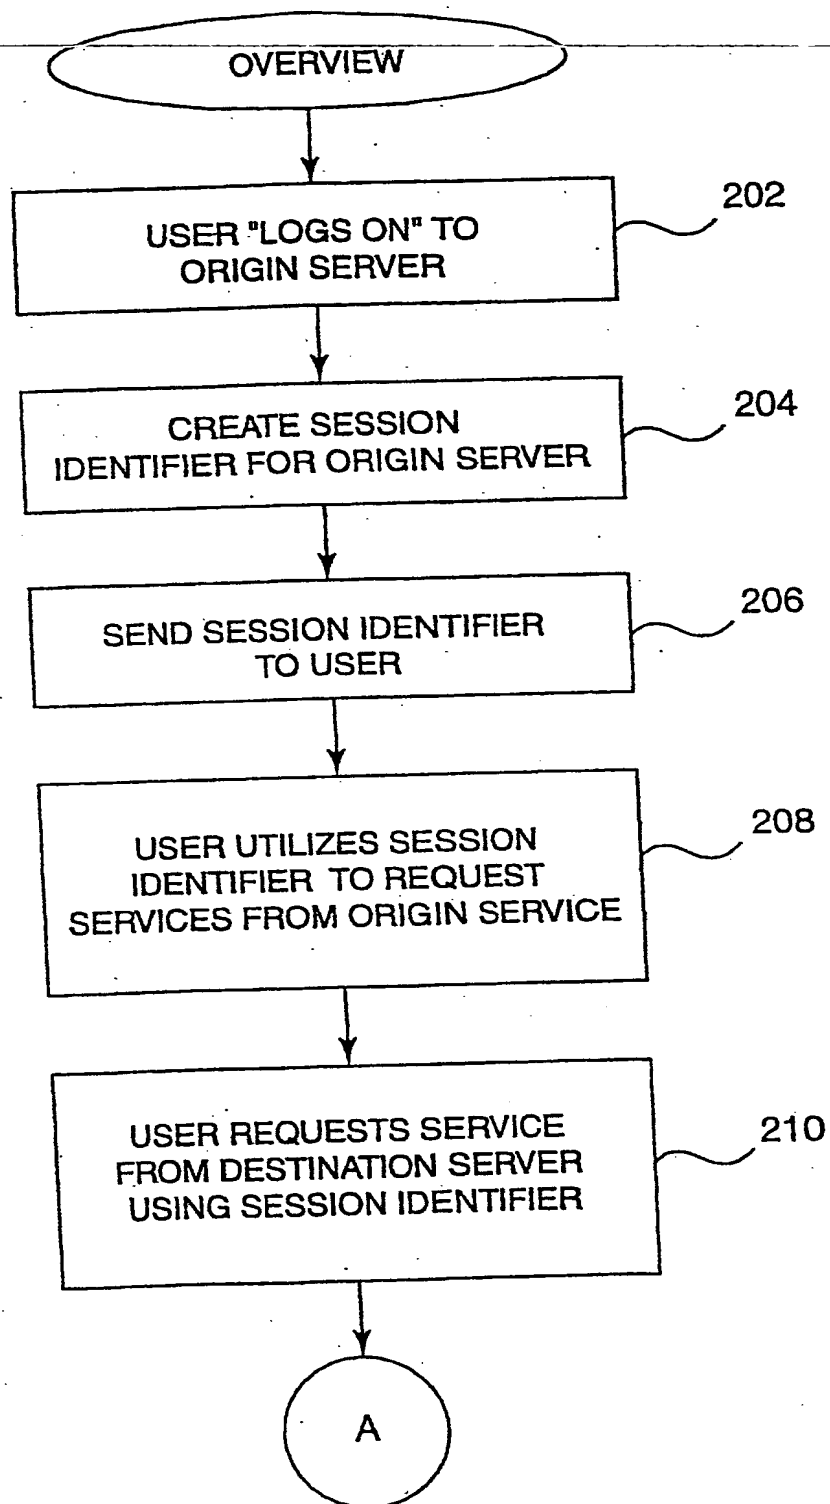 OVERVIEW
USER "LOGS ON" TO
ORIGIN SERVER
202
CREATE SESSION
IDENTIFIER FOR ORIGIN SERVER
204
SEND SESSION IDENTIFIER
TO USER
206
USER UTILIZES SESSION
IDENTIFIER TO REQUEST
SERVICES FROM ORIGIN SERVICE
208
USER REQUESTS SERVICE
FROM DESTINATION SERVER
USING SESSION IDENTIFIER
210
A